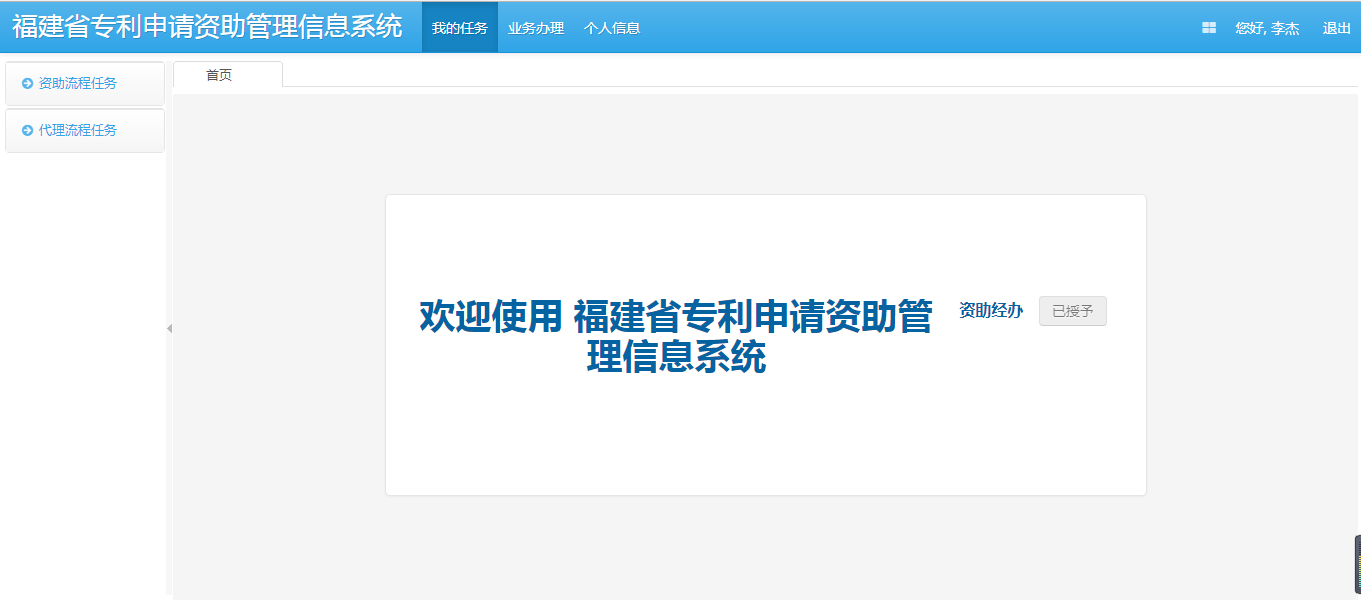 福建省专利申请资助管理信息系统 我的任务 业务办理 个人信息 您好, 李杰 退出
资助流程任务
代理流程任务
首页
欢迎使用 福建省专利申请资助管
理信息系统
资助经办 已授予